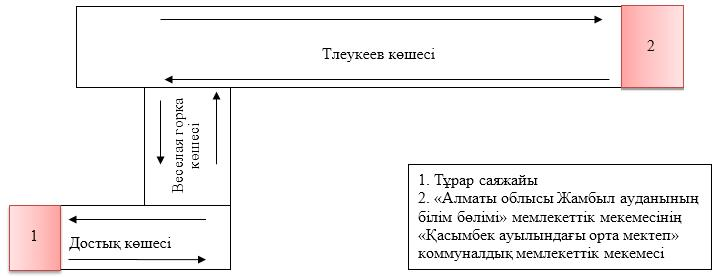 Тлеукеев көшесі
2
Веселая горка
көшесі
1
Достық көшесі
1. Тұрар саяжайы
2. «Алматы облысы Жамбыл ауданының
білім бөлімі» мемлекеттік мекемесінің
«Қасымбек ауылындағы орта мектеп»
коммуналдық мемлекеттік мекемесі